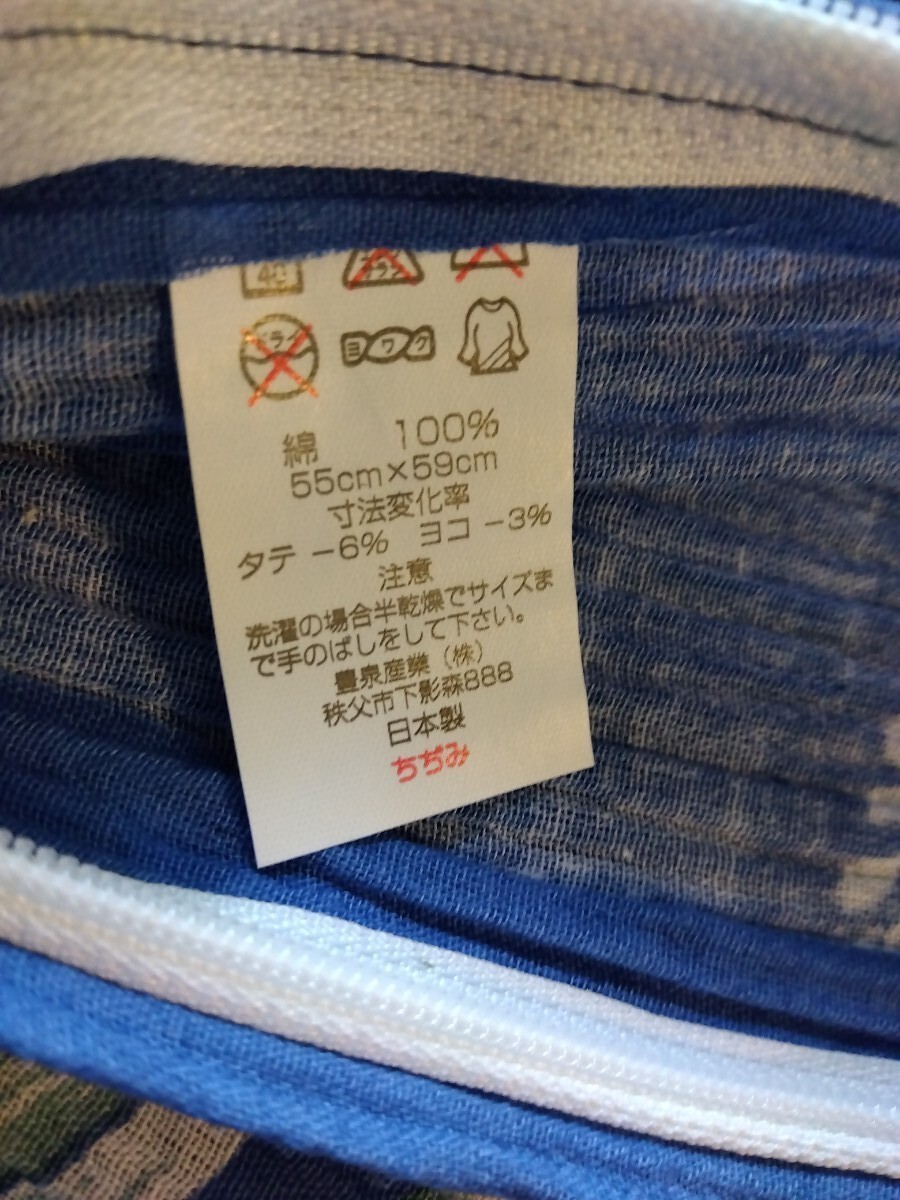 40
ドライ
ヨワク
綿 100%
55cm×59cm
寸法変化率
タテ －6% ヨコ －3%
注意
洗濯の場合半乾燥でサイズま
で手のばしをして下さい。
豊泉産業（株）
秩父市下影森888
日本製
ちぢみ